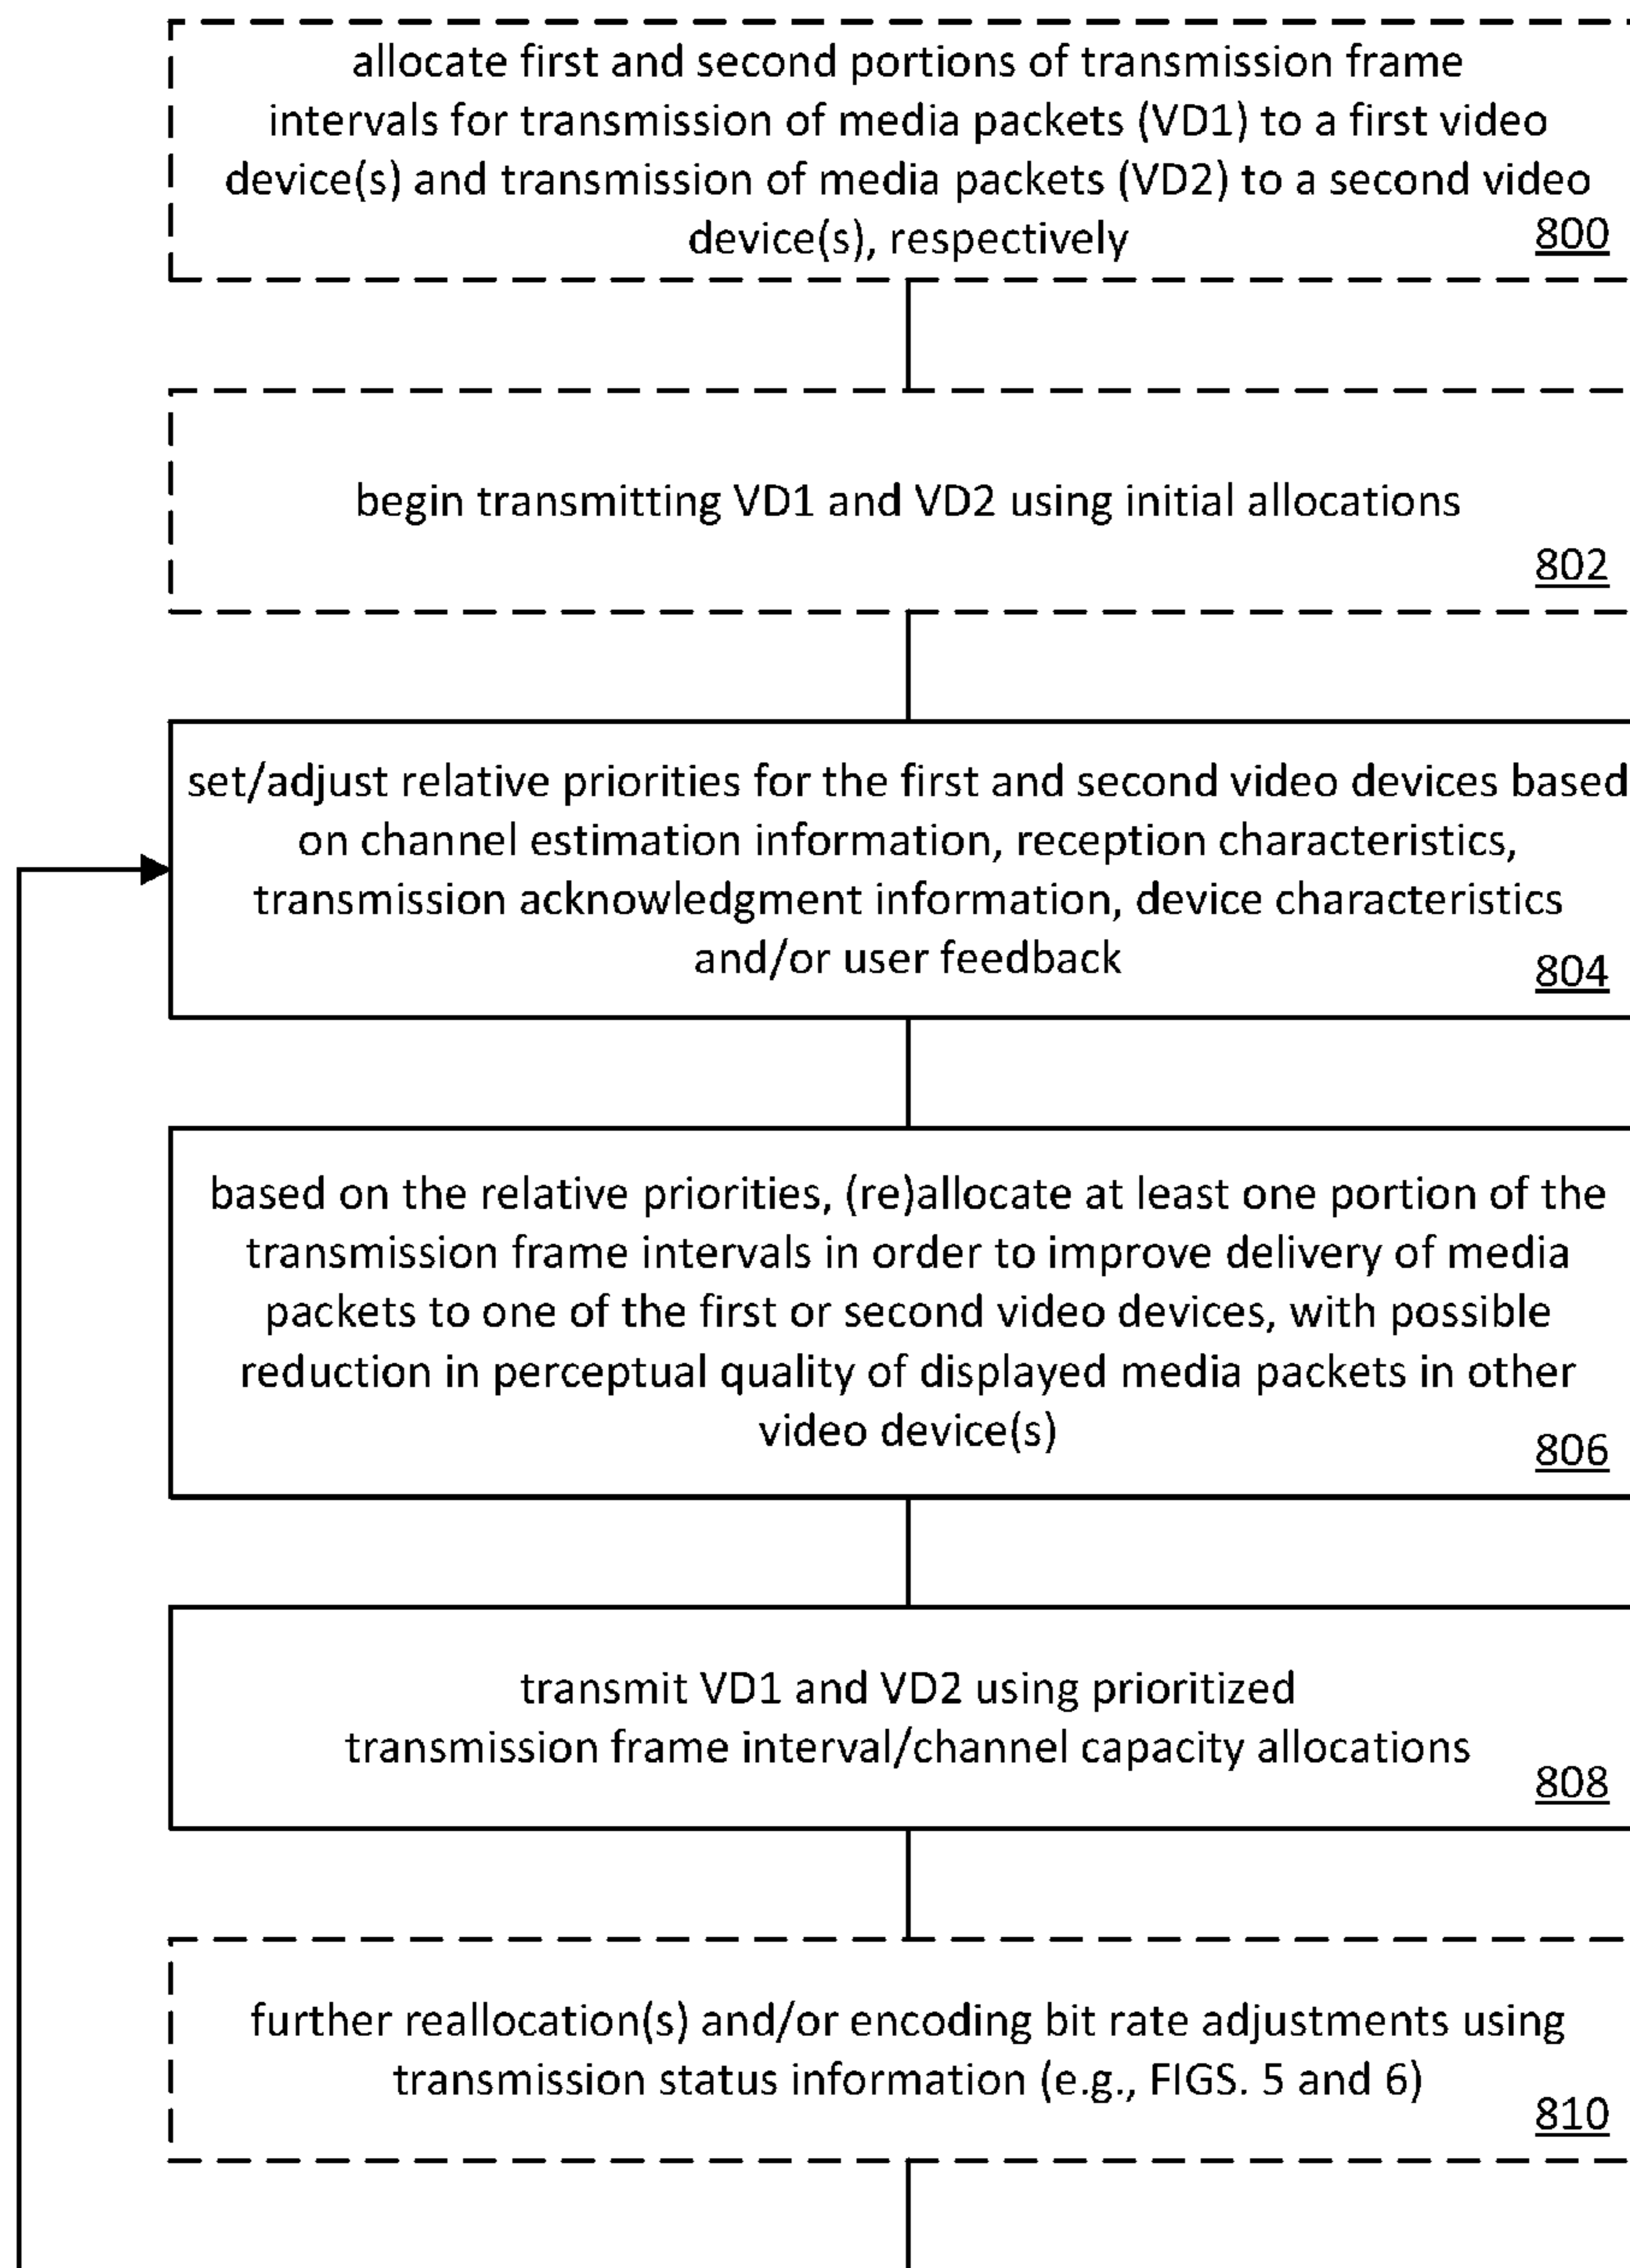 allocate first and second portions of transmission frame
intervals for transmission of media packets (VD1) to a first video
device(s) and transmission of media packets (VD2) to a second video
device(s), respectively
800
begin transmitting VD1 and VD2 using initial allocations
802
set/adjust relative priorities for the first and second video devices based
on channel estimation information, reception characteristics,
transmission acknowledgment information, device characteristics
and/or user feedback
804
based on the relative priorities, (re)allocate at least one portion of the
transmission frame intervals in order to improve delivery of media
packets to one of the first or second video devices, with possible
reduction in perceptual quality of displayed media packets in other
video device(s)
806
transmit VD1 and VD2 using prioritized
transmission frame interval/channel capacity allocations
808
further reallocation(s) and/or encoding bit rate adjustments using
transmission status information (e.g., FIGS. 5 and 6)
810